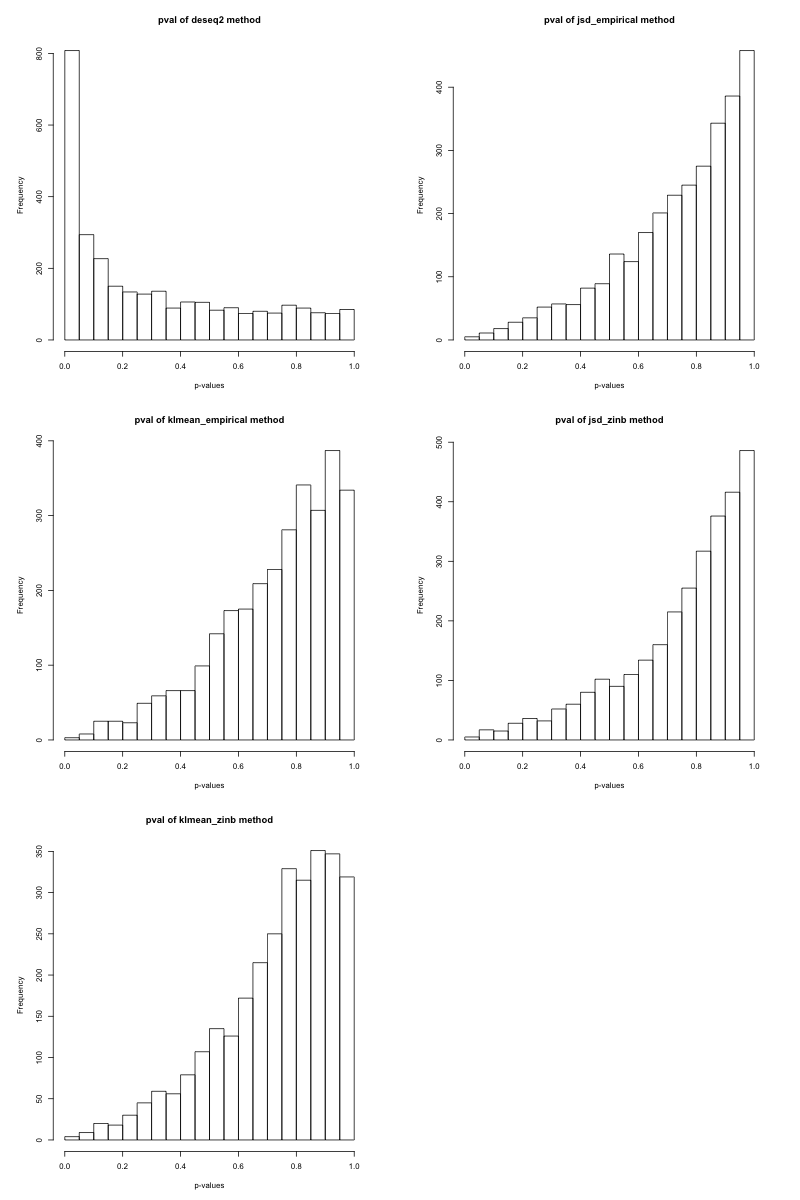 pval of deseq2 method
Frequency
0 200 400 600 800
0.0 0.2 0.4 0.6 0.8 1.0
p-values
pval of jsd_empirical method
Frequency
0 100 200 300 400
0.0 0.2 0.4 0.6 0.8 1.0
p-values
pval of klmean_empirical method
Frequency
0 100 200 300 400
0.0 0.2 0.4 0.6 0.8 1.0
p-values
pval of jsd_zinb method
Frequency
0 100 200 300 400 500
0.0 0.2 0.4 0.6 0.8 1.0
p-values
pval of klmean_zinb method
Frequency
0 50 100 150 200 250 300 350
0.0 0.2 0.4 0.6 0.8 1.0
p-values